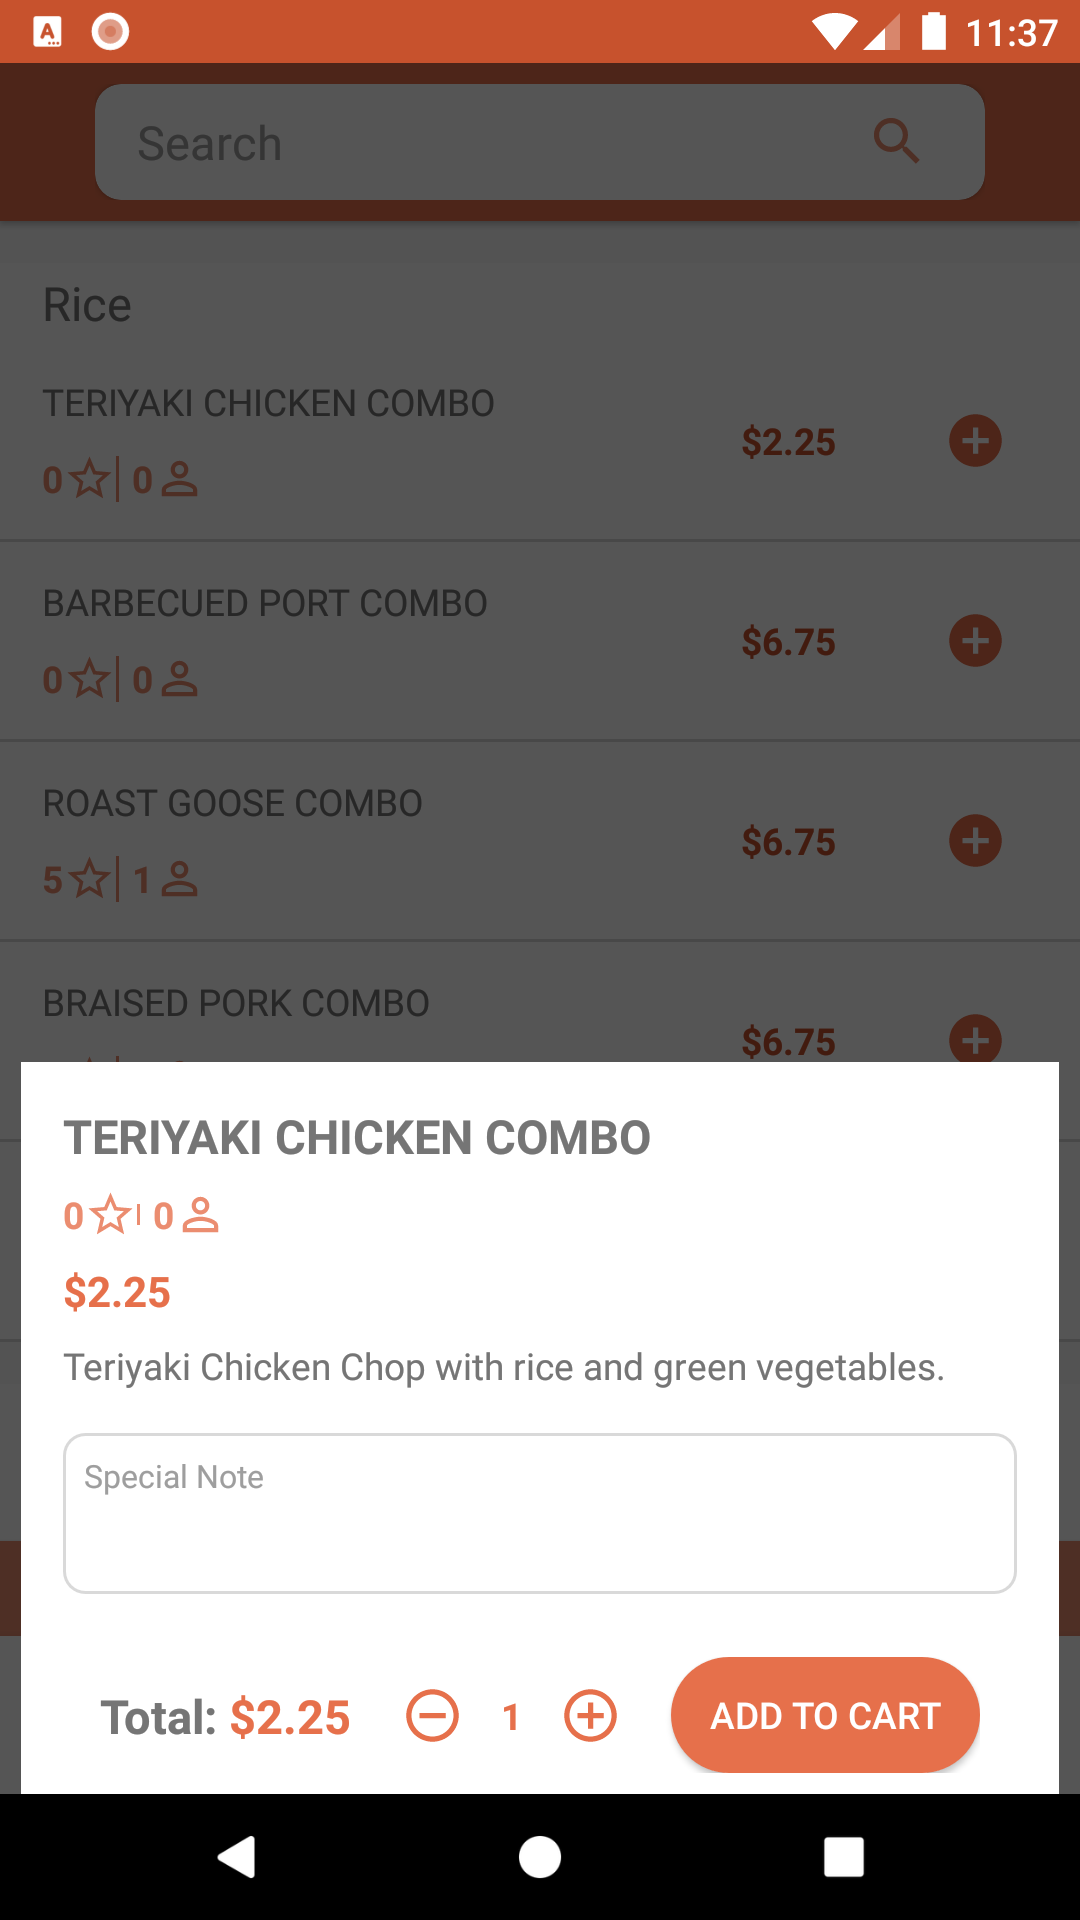 11:37
Search
Rice
TERIYAKI CHICKEN COMBO
0 0
$2.25
BARBECUED PORT COMBO
0 0
$6.75
ROAST GOOSE COMBO
5 1
$6.75
BRAISED PORK COMBO
$6.75
TERIYAKI CHICKEN COMBO
0 0
$2.25
Teriyaki Chicken Chop with rice and green vegetables.
Special Note
Total: $2.25 1 ADD TO CART